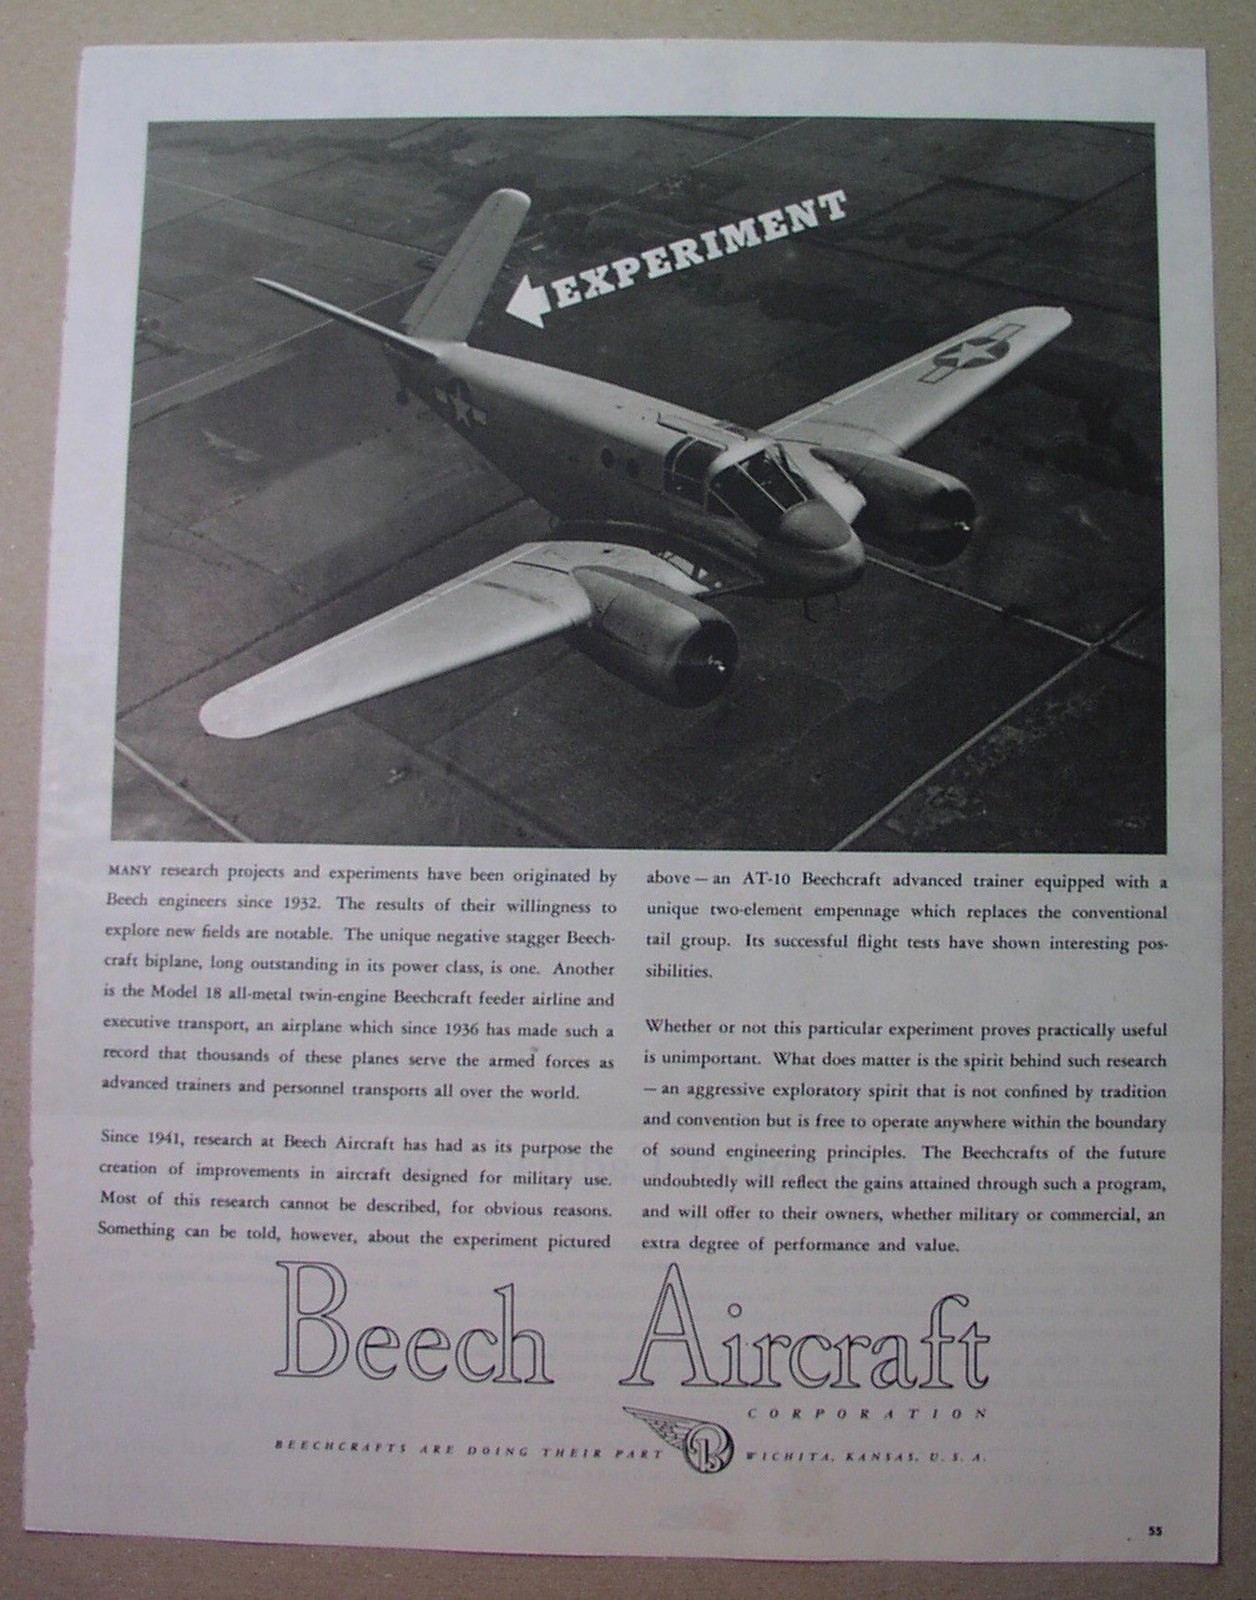 EXPERIMENT
MANY research projects and experiments have been originated by
Beech engineers since 1932. The results of their willingness to
explore new fields are notable. The unique negative stagger Beech-
craft biplane, long outstanding in its power class, is one. Another
is the Model 18 all-metal twin-engine Beechcraft feeder airline and
executive transport, an airplane which since 1936 has made such a
record that thousands of these planes serve the armed forces as
advanced trainers and personnel transports all over the world.
Since 1941, research at Beech Aircraft has had as its purpose the
creation of improvements in aircraft designed for military use.
Most of this research cannot be described, for obvious reasons.
Something can be told, however, about the experiment pictured
above — an AT-10 Beechcraft advanced trainer equipped with a
unique two-element empennage which replaces the conventional
tail group. Its successful flight tests have shown interesting pos-
sibilities.
Whether or not this particular experiment proves practically useful
is unimportant. What does matter is the spirit behind such research
— an aggressive exploratory spirit that is not confined by tradition
and convention but is free to operate anywhere within the boundary
of sound engineering principles. The Beechcrafts of the future
undoubtedly will reflect the gains attained through such a program,
and will offer to their owners, whether military or commercial, an
extra degree of performance and value.
Beech Aircraft
CORPORATION
BEECHCRAFTS ARE DOING THEIR PART B WICHITA, KANSAS, U. S. A.
55